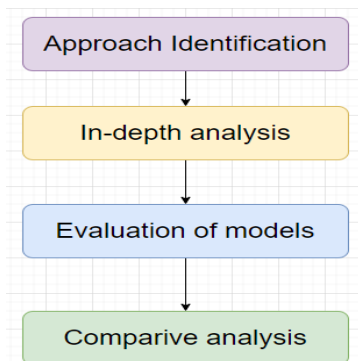 Approach Identification
In-depth analysis
Evaluation of models
Comparive analysis